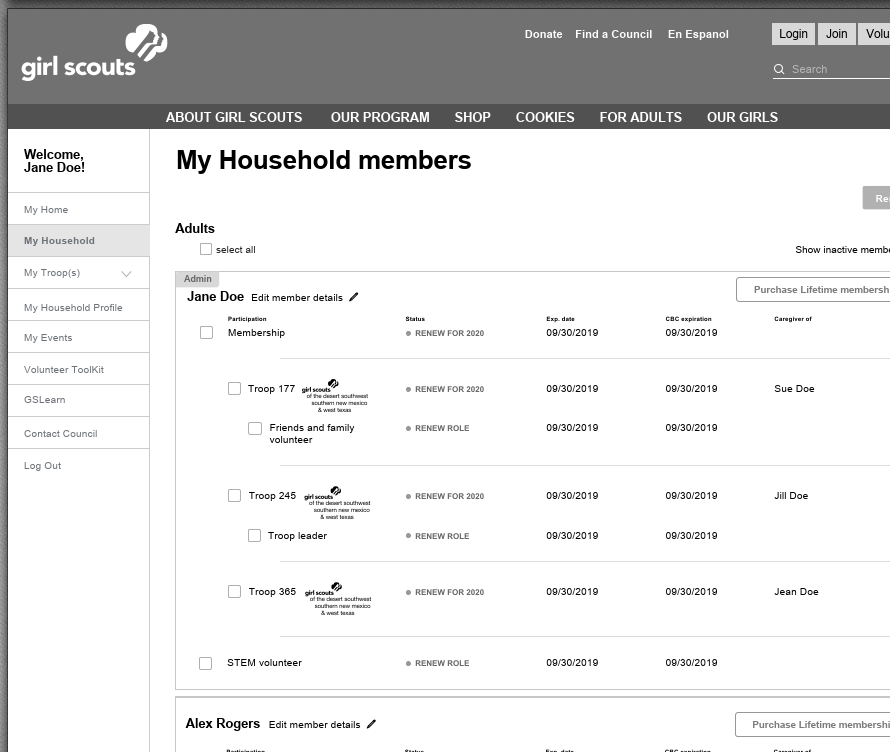 Donate Find a Council En Espanol Login Join Volu
girl scouts
Search
ABOUT GIRL SCOUTS OUR PROGRAM SHOP COOKIES FOR ADULTS OUR GIRLS
Welcome,
Jane Doe!
My Home
My Household
My Troop(s)
My Household Profile
My Events
Volunteer ToolKit
GSLearn
Contact Council
Log Out
My Household members
Re
Adults
select all Show inactive membe
Admin
Jane Doe Edit member details Purchase Lifetime membersh
Participation Status Exp. date CBC expiration Caregiver of
Membership RENEW FOR 2020 09/30/2019 09/30/2019
Troop 177 girl scouts RENEW FOR 2020 09/30/2019 09/30/2019 Sue Doe
of the desert southwest
southern new mexico
& west texas
Friends and family RENEW ROLE 09/30/2019 09/30/2019
volunteer
Troop 245 girl scouts RENEW FOR 2020 09/30/2019 09/30/2019 Jill Doe
of the desert southwest
southern new mexico
& west texas
Troop leader RENEW ROLE 09/30/2019 09/30/2019
Troop 365 girl scouts RENEW FOR 2020 09/30/2019 09/30/2019 Jean Doe
of the desert southwest
southern new mexico
& west texas
STEM volunteer RENEW ROLE 09/30/2019 09/30/2019
Alex Rogers Edit member details Purchase Lifetime membershi
Participation Status Exp. date CBC expiration Caregiver of